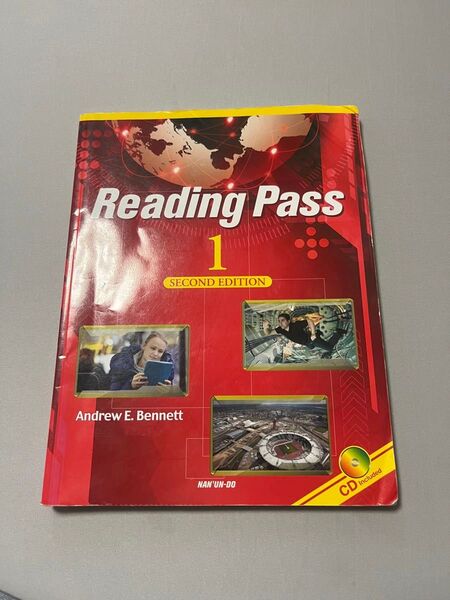 Reading Pass
1
SECOND EDITION
Andrew E. Bennett
CD Included
NAN'UN-DO